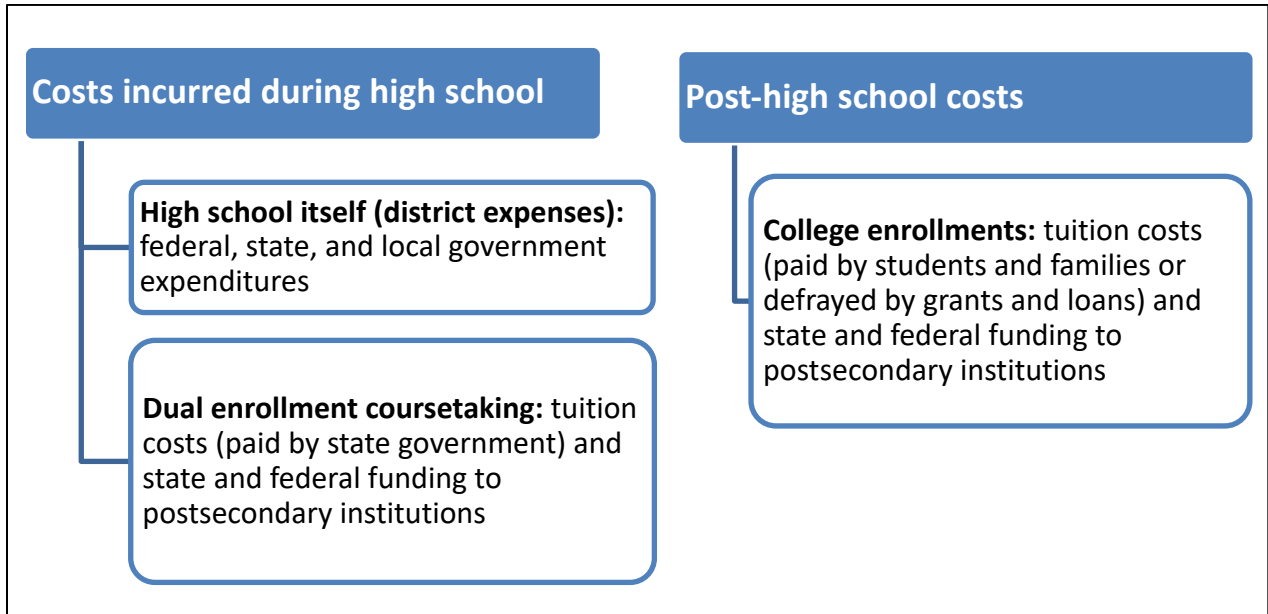 Costs incurred during high school
High school itself (district expenses):
federal, state, and local government
expenditures
Dual enrollment coursetaking: tuition
costs (paid by state government) and
state and federal funding to
postsecondary institutions
Post-high school costs
College enrollments: tuition costs
(paid by students and families or
defrayed by grants and loans) and
state and federal funding to
postsecondary institutions